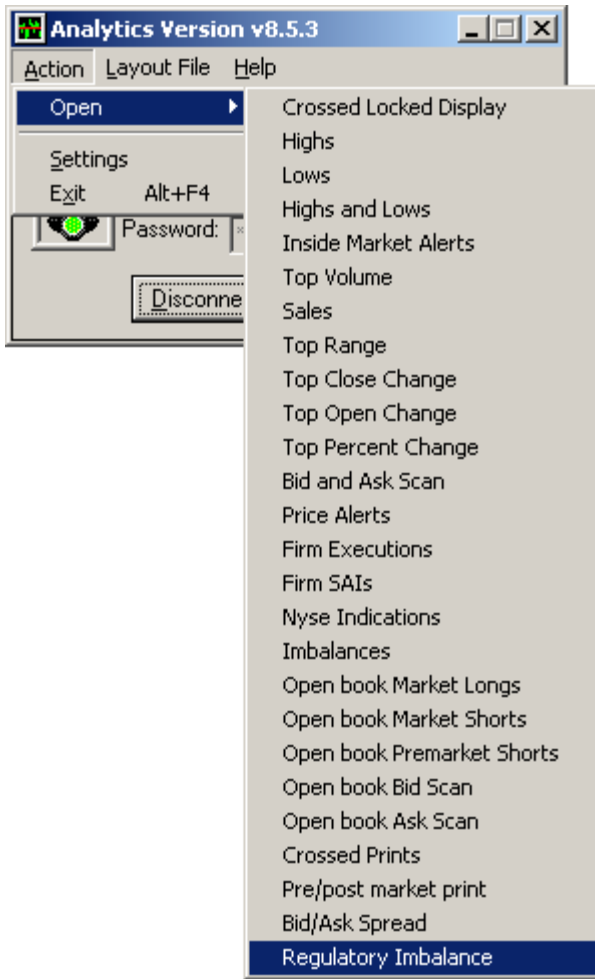 Analytics Version v8.5.3
Action Layout File Help
Open
Settings
Exit Alt+F4
Password:
Disconne
Crossed Locked Display
Highs
Lows
Highs and Lows
Inside Market Alerts
Top Volume
Sales
Top Range
Top Close Change
Top Open Change
Top Percent Change
Bid and Ask Scan
Price Alerts
Firm Executions
Firm SAIs
Nyse Indications
Imbalances
Open book Market Longs
Open book Market Shorts
Open book Premarket Shorts
Open book Bid Scan
Open book Ask Scan
Crossed Prints
Pre/post market print
Bid/Ask Spread
Regulatory Imbalance